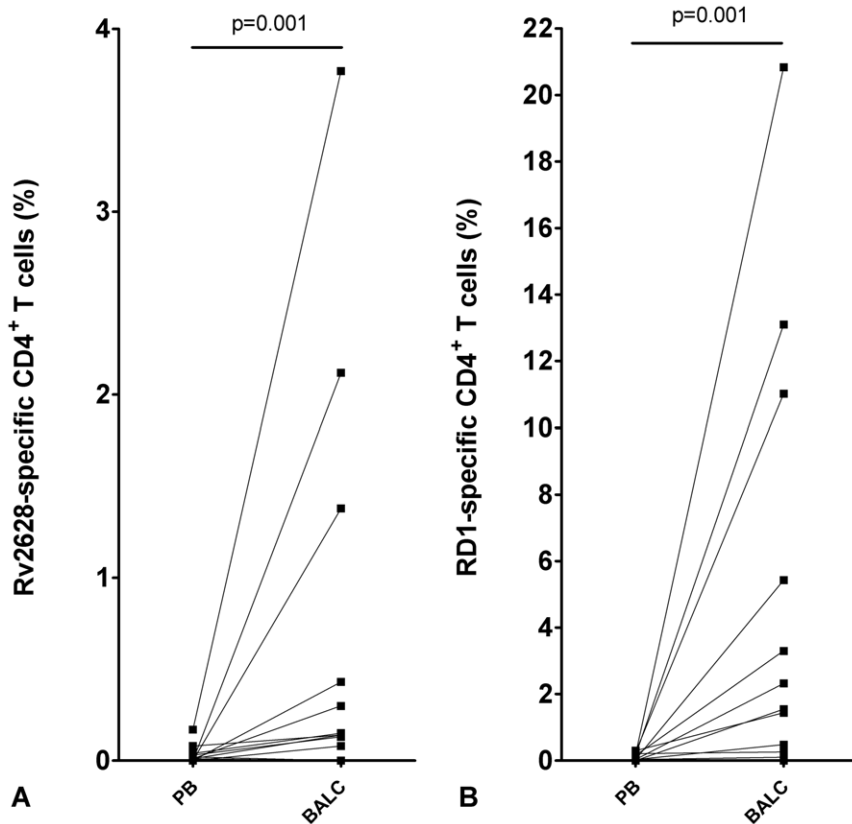 p=0.001
4
3
2
1
0
Rv2628-specific CD4+ T cells (%)
PB
BALC
A
p=0.001
22
20
18
16
14
12
10
8
6
4
2
0
RD1-specific CD4+ T cells (%)
PB
BALC
B